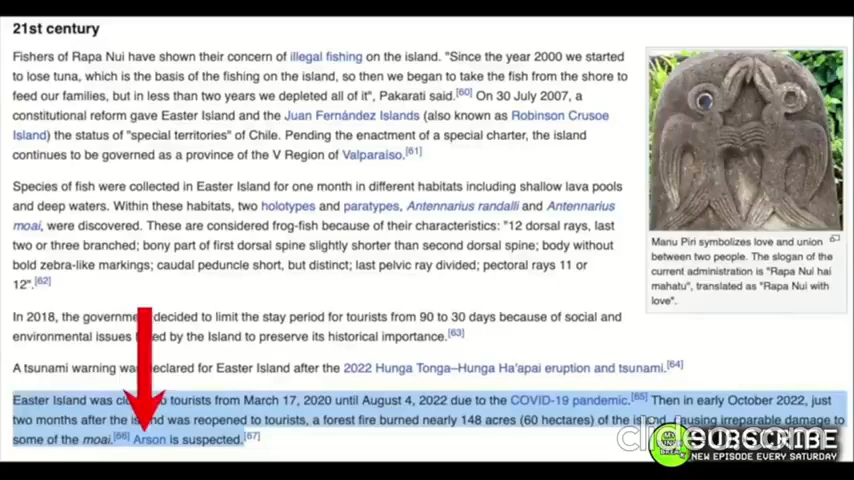 21st century
Fishers of Rapa Nui have shown their concern of illegal fishing on the island. "Since the year 2000 we started
to lose tuna, which is the basis of the fishing on the island, so then we began to take the fish from the shore to
feed our families, but in less than two years we depleted all of it", Pakarati said.[60] On 30 July 2007, a
constitutional reform gave Easter Island and the Juan Fernández Islands (also known as Robinson Crusoe
Island) the status of "special territories" of Chile. Pending the enactment of a special charter, the island
continues to be governed as a province of the V Region of Valparaíso.[61]
Species of fish were collected in Easter Island for one month in different habitats including shallow lava pools
and deep waters. Within these habitats, two holotypes and paratypes, Antennarius randalli and Antennarius
moai, were discovered. These are considered frog-fish because of their characteristics: "12 dorsal rays, last
two or three branched; bony part of first dorsal spine slightly shorter than second dorsal spine; body without
bold zebra-like markings; caudal peduncle short, but distinct; last pelvic ray divided; pectoral rays 11 or
12".[62]
In 2018, the decided to limit the stay period for tourists from 90 to 30 days because of social and
environmental issues by the Island to preserve its historical importance.[63]
A tsunami warning declared for Easter Island after the 2022 Hunga Tonga–Hunga Ha'apai eruption and tsunami.[64]
Easter Island was to tourists from March 17, 2020 until August 4, 2022 due to the COVID-19 pandemic.[65] Then in early October 2022, just
two months after the was reopened to tourists, a forest fire burned nearly 148 acres (60 hectares) of the irreparable damage to
some of the moai.[66] Arson is suspected.[67]
Manu Piri symbolizes love and union
between two people. The slogan of the
current administration is "Rapa Nui hai
mahatu", translated as "Rapa Nui with
love".
clideo.com
SUBSCRIBE
NEW EPISODE EVERY SATURDAY